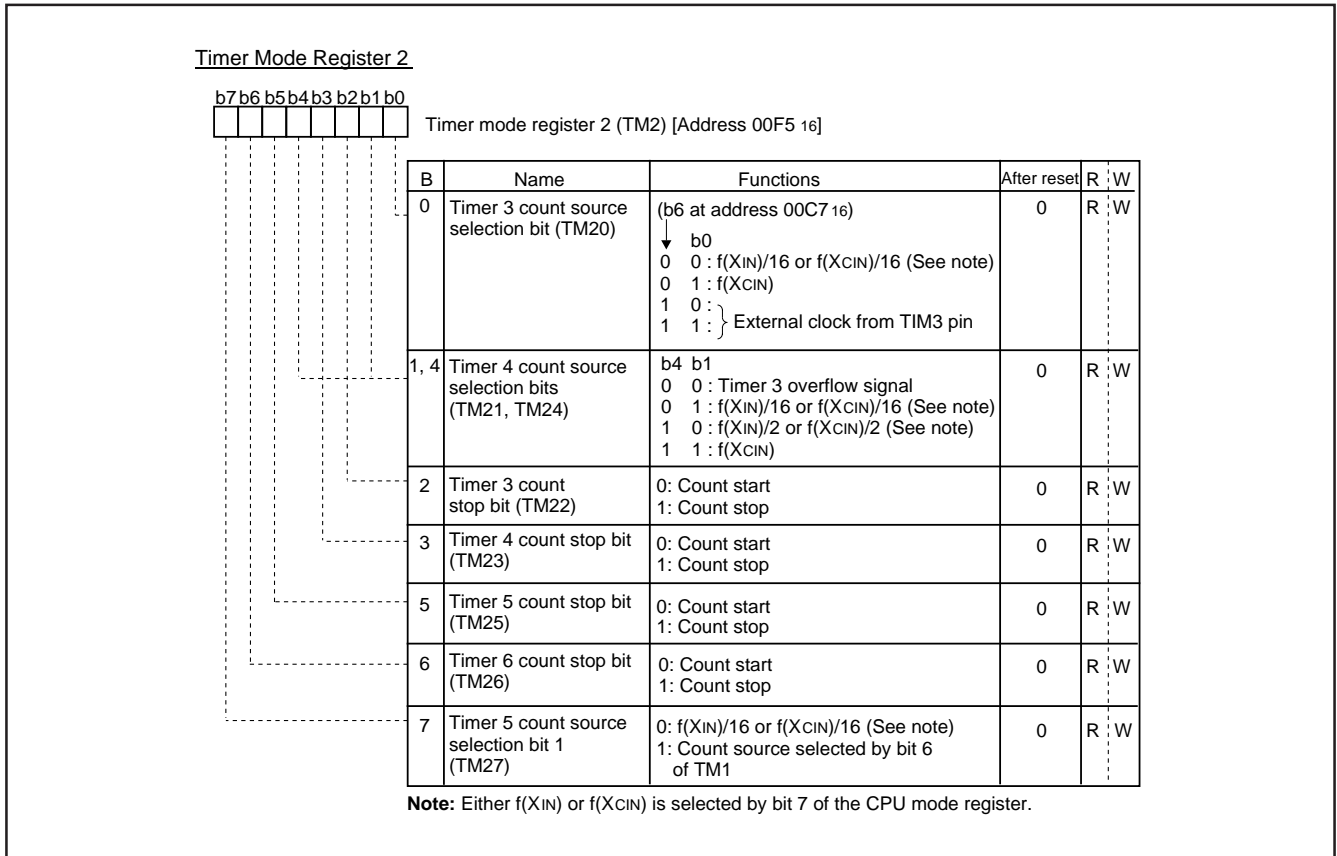 Timer Mode Register 2
b7 b6 b5 b4 b3 b2 b1 b0
Timer mode register 2 (TM2) [Address 00F5 16]
B Name Functions After reset R W
0 Timer 3 count source selection bit (TM20) (b6 at address 00C7 16) 0 R W
b0
0 0 : f(XIN)/16 or f(XCIN)/16 (See note)
0 1 : f(XCIN)
1 0 :
1 1 : } External clock from TIM3 pin
1, 4 Timer 4 count source selection bits (TM21, TM24) b4 b1 0 R W
0 0 : Timer 3 overflow signal
0 1 : f(XIN)/16 or f(XCIN)/16 (See note)
1 0 : f(XIN)/2 or f(XCIN)/2 (See note)
1 1 : f(XCIN)
2 Timer 3 count stop bit (TM22) 0: Count start 0 R W
1: Count stop
3 Timer 4 count stop bit (TM23) 0: Count start 0 R W
1: Count stop
5 Timer 5 count stop bit (TM25) 0: Count start 0 R W
1: Count stop
6 Timer 6 count stop bit (TM26) 0: Count start 0 R W
1: Count stop
7 Timer 5 count source selection bit 1 (TM27) 0: f(XIN)/16 or f(XCIN)/16 (See note) 0 R W
1: Count source selected by bit 6
of TM1
Note: Either f(XIN) or f(XCIN) is selected by bit 7 of the CPU mode register.